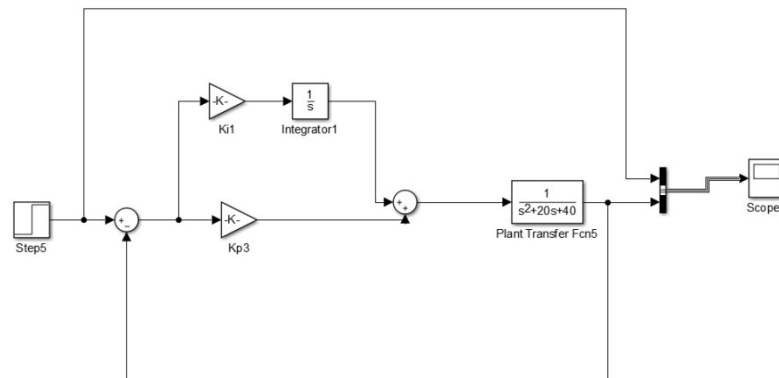 -K-
Ki1
1
s
Integrator1
+
−
Step5
-K-
Kp3
+
+
1
s²+20s+40
Plant Transfer Fcn5
Scope